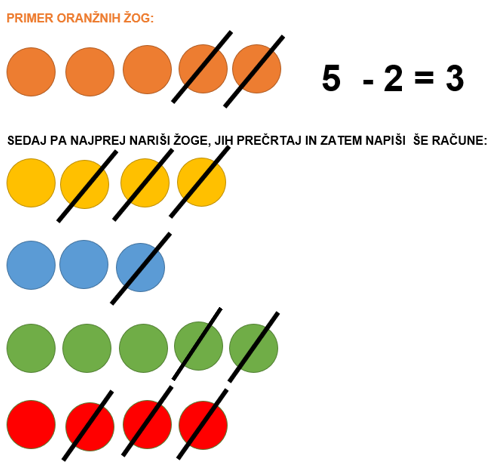 PRIMER ORANŽNIH ŽOG:
5 - 2 = 3
SEDAJ PA NAJPREJ NARIŠI ŽOGE, JIH PREČRTAJ IN ZATEM NAPIŠI ŠE RAČUNE: